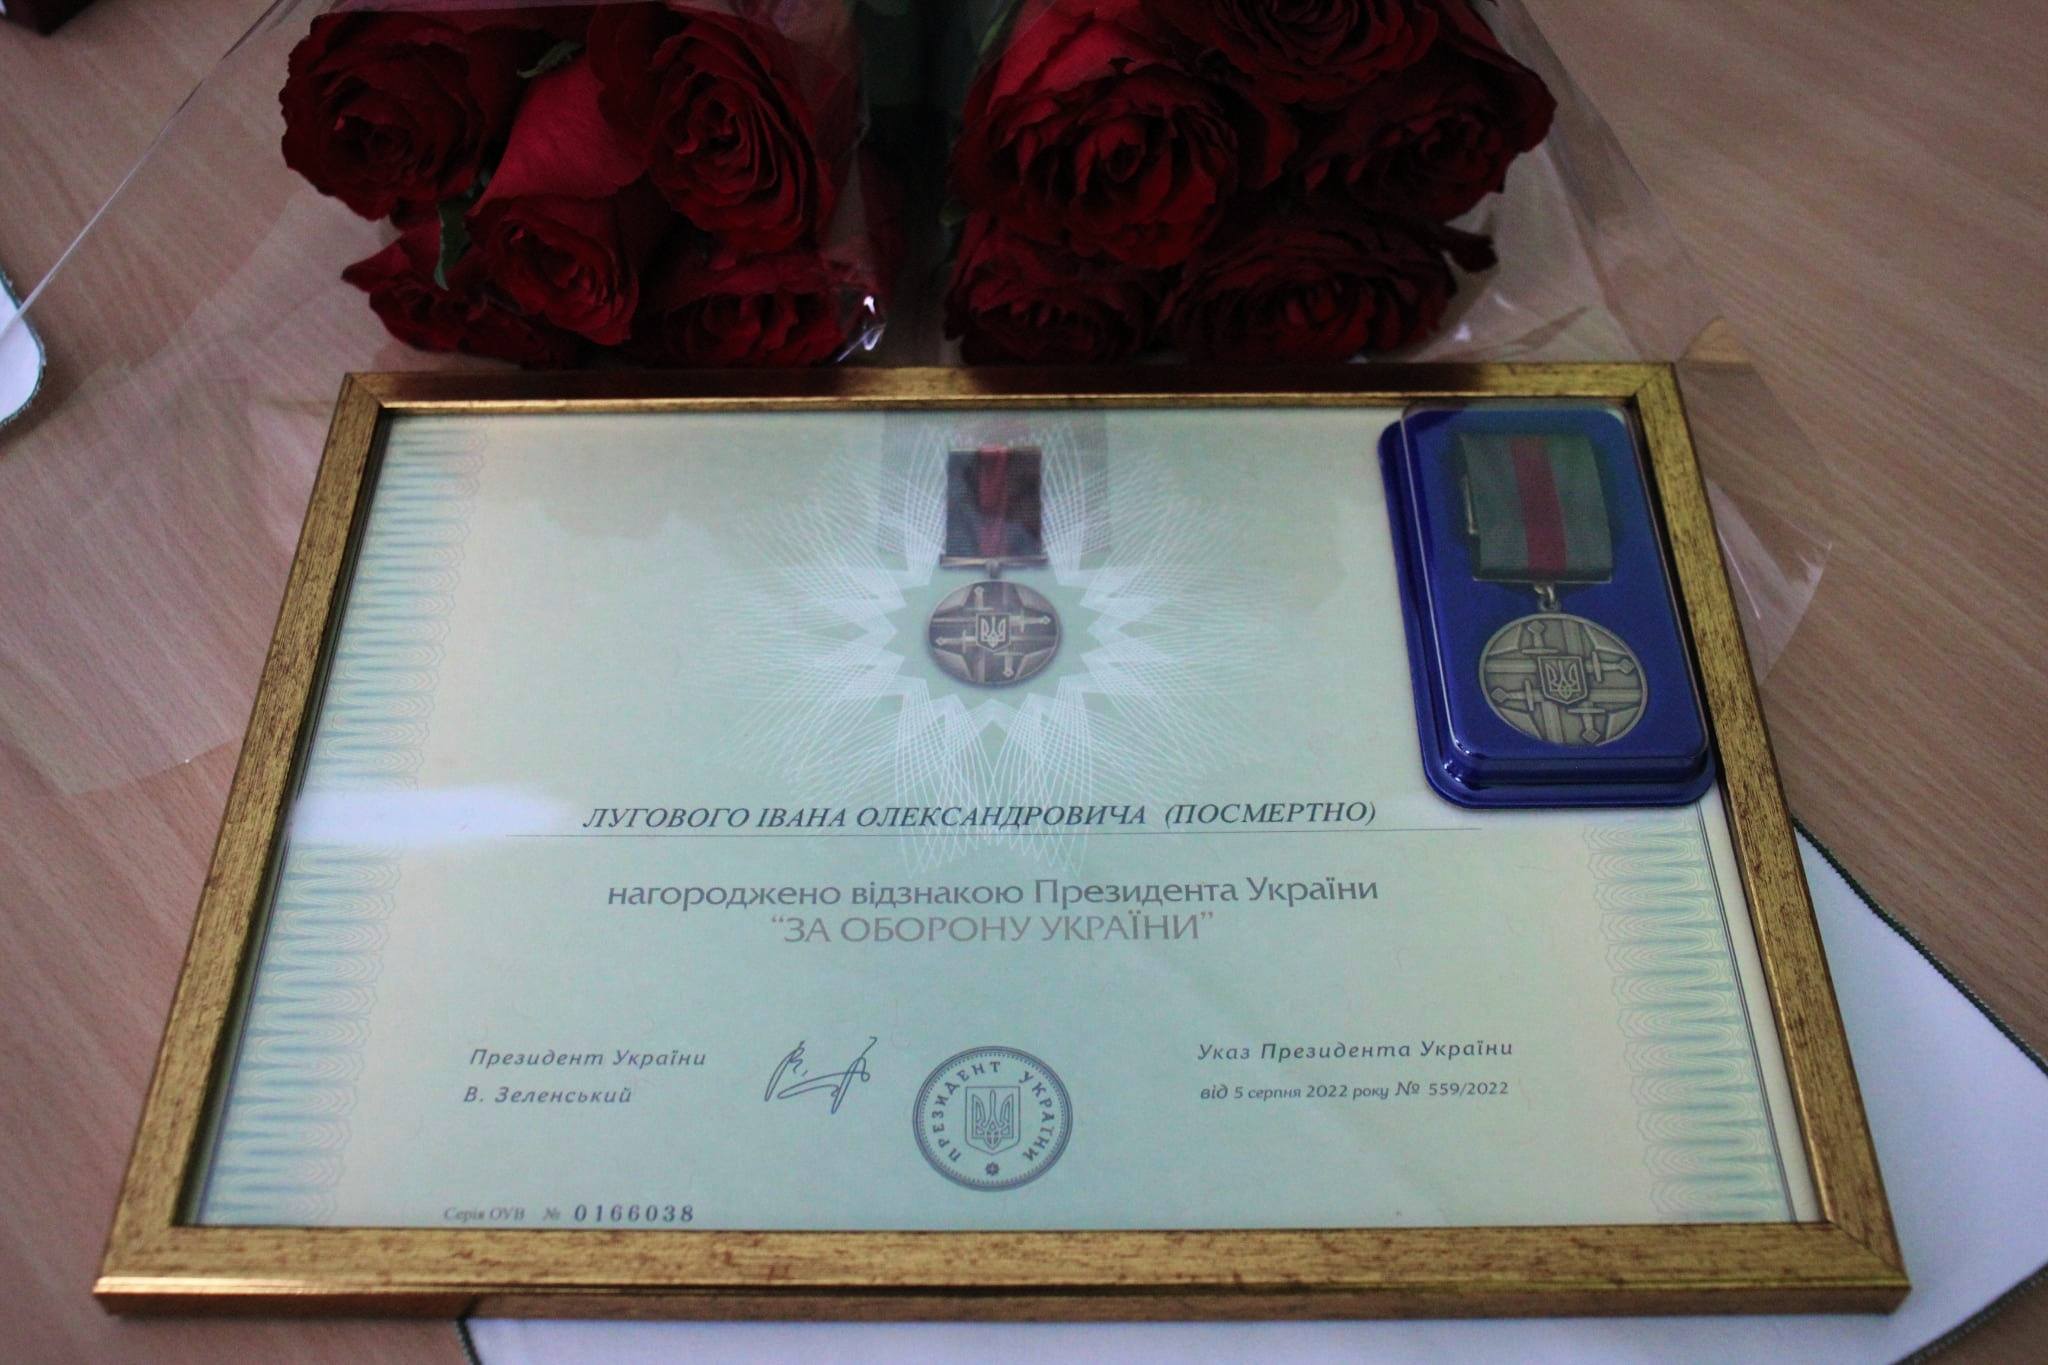 ЛУГОВОГО ІВАНА ОЛЕКСАНДРОВИЧА (ПОСМЕРТНО)
нагороджено відзнакою Президента України
“ЗА ОБОРОНУ УКРАЇНИ”
Президент України
В. Зеленський
ПРЕЗИДЕНТ УКРАЇНИ
Указ Президента України
від 5 серпня 2022 року № 559/2022
Серія ОУВ № 0166038